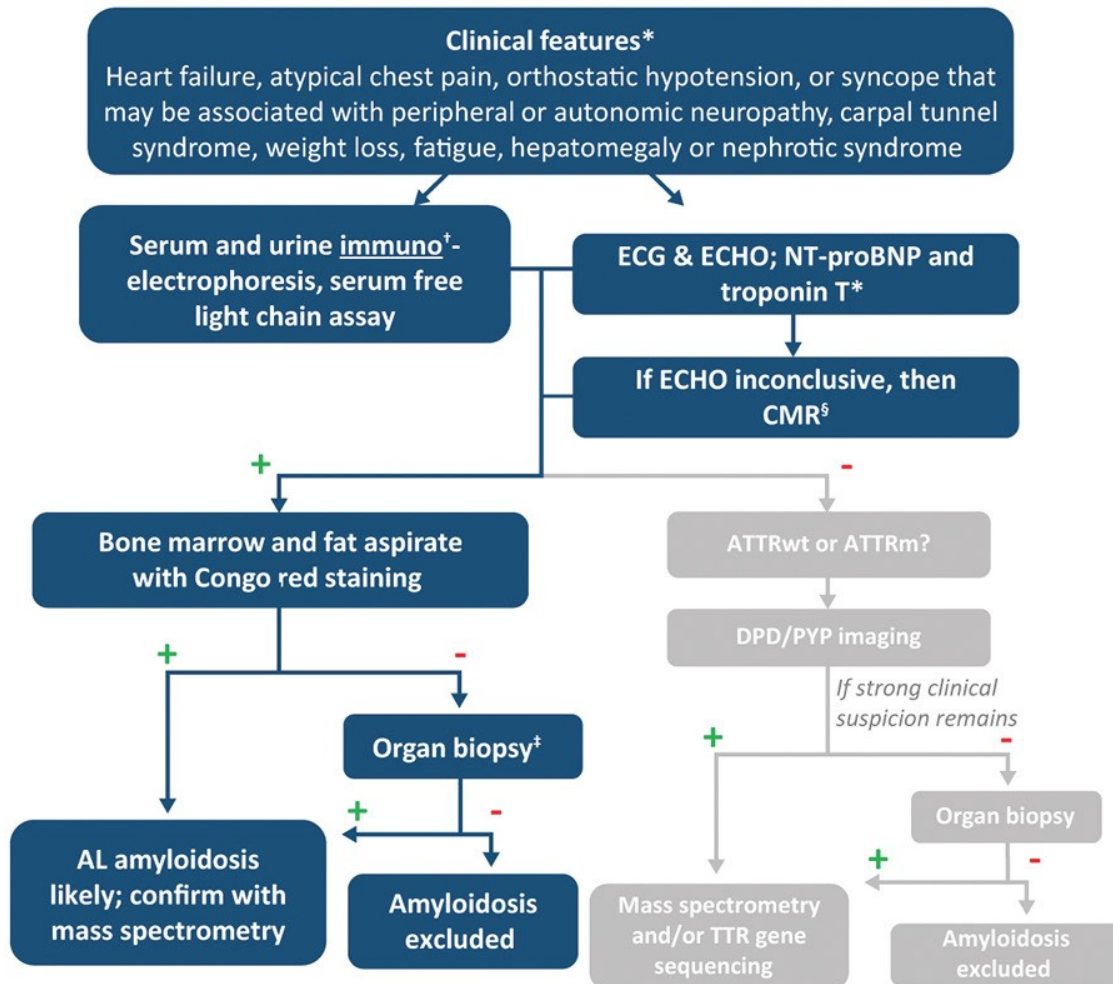 Clinical features*
Heart failure, atypical chest pain, orthostatic hypotension, or syncope that
may be associated with peripheral or autonomic neuropathy, carpal tunnel
syndrome, weight loss, fatigue, hepatomegaly or nephrotic syndrome
Serum and urine immuno†-
electrophoresis, serum free
light chain assay
ECG & ECHO; NT-proBNP and
troponin T*
If ECHO inconclusive, then
CMR§
+
-
Bone marrow and fat aspirate
with Congo red staining
ATTRwt or ATTRm?
DPD/PYP imaging
+
-
If strong clinical
suspicion remains
Organ biopsy‡
+
-
+
-
Organ biopsy
+
-
AL amyloidosis
likely; confirm with
mass spectrometry
Amyloidosis
excluded
Mass spectrometry
and/or TTR gene
sequencing
Amyloidosis
excluded